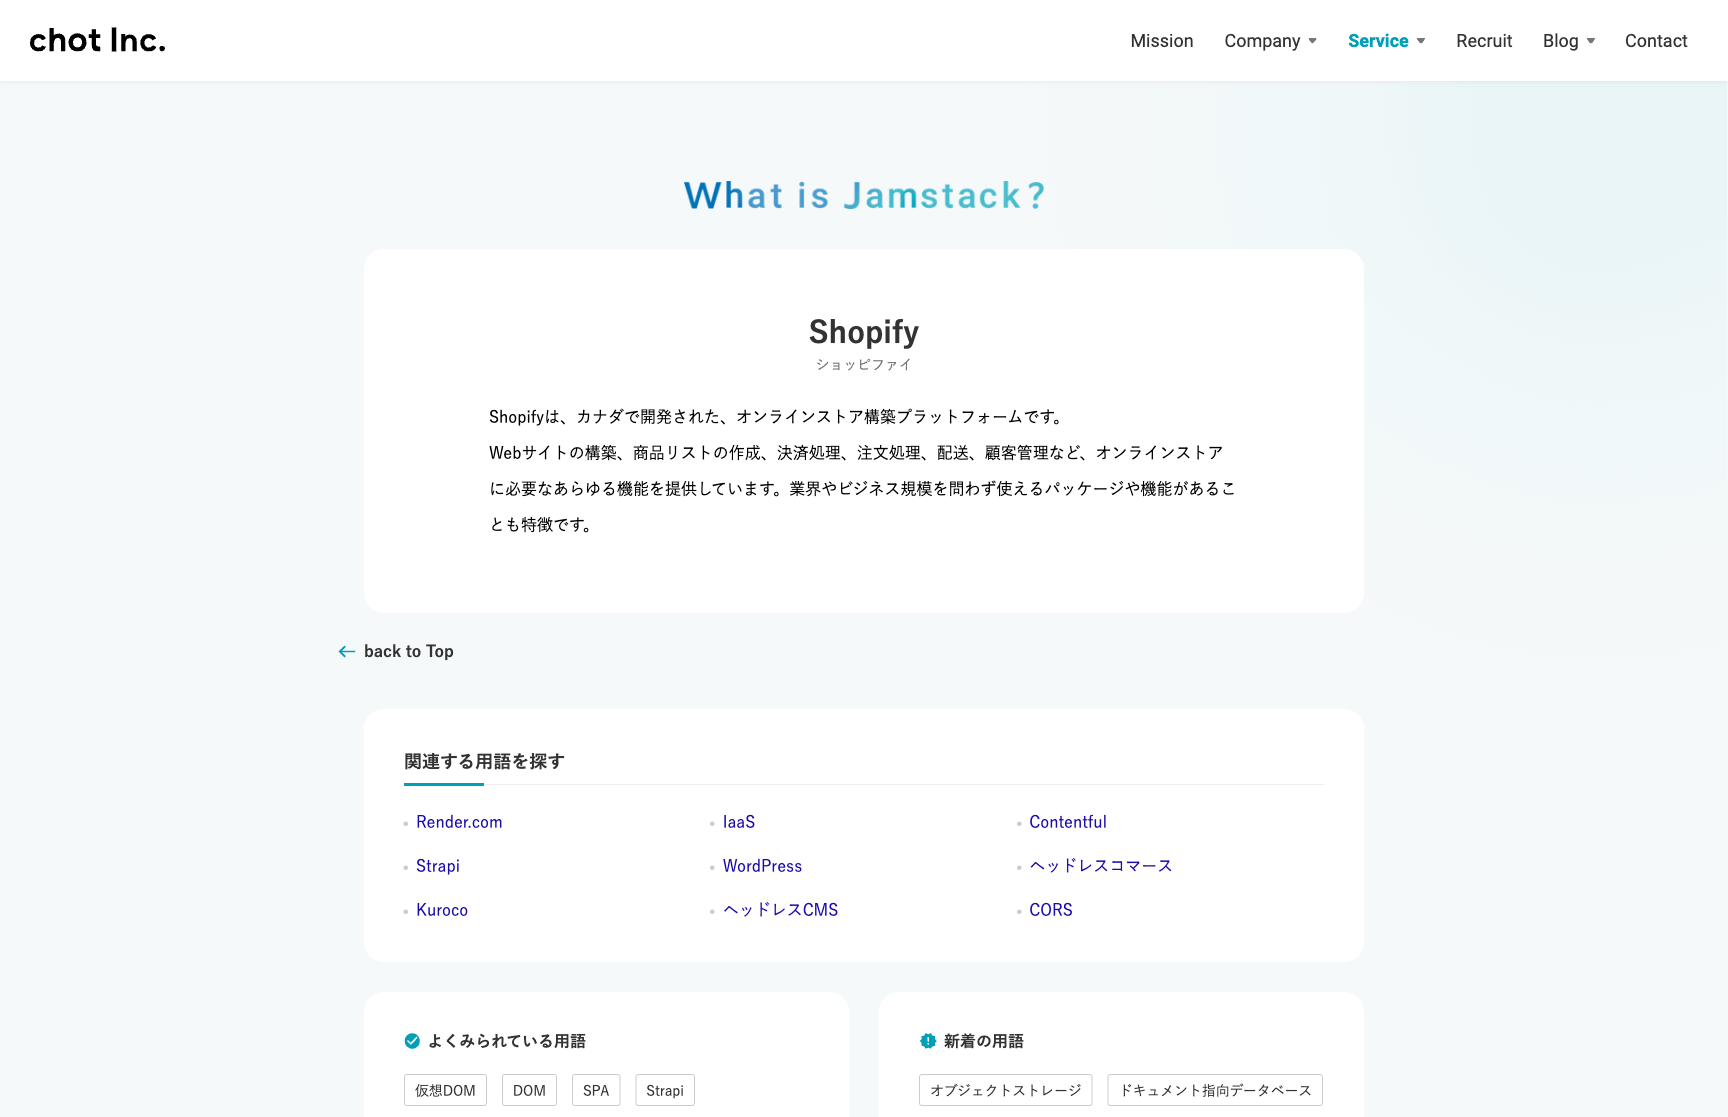 chot Inc.
Mission Company Service Recruit Blog Contact
What is Jamstack?
Shopify
ショッピファイ
Shopifyは、カナダで開発された、オンラインストア構築プラットフォームです。
Webサイトの構築、商品リストの作成、決済処理、注文処理、配送、顧客管理など、オンラインストア
に必要なあらゆる機能を提供しています。業界やビジネス規模を問わず使えるパッケージや機能があるこ
とも特徴です。
back to Top
関連する用語を探す
Render.com IaaS Contentful
Strapi WordPress ヘッドレスコマース
Kuroco ヘッドレスCMS CORS
よくみられている用語
仮想DOM DOM SPA Strapi
新着の用語
オブジェクトストレージ ドキュメント指向データベース